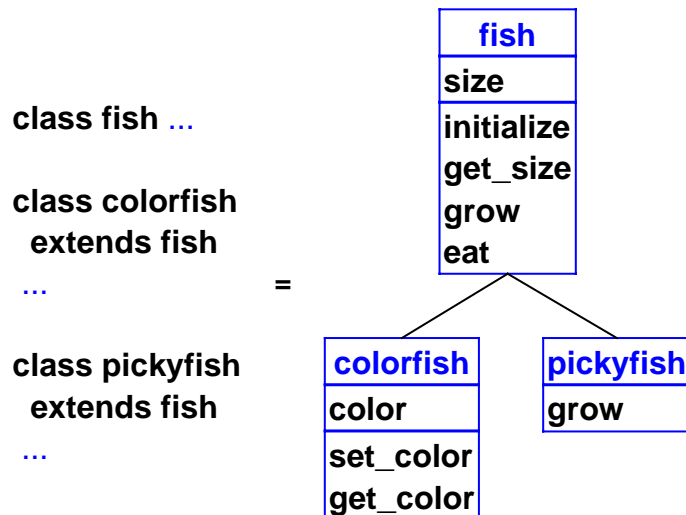 class fish ...
class colorfish
extends fish
...
class pickyfish
extends fish
...
=
fish
size
initialize
get_size
grow
eat
colorfish
color
set_color
get_color
pickyfish
grow